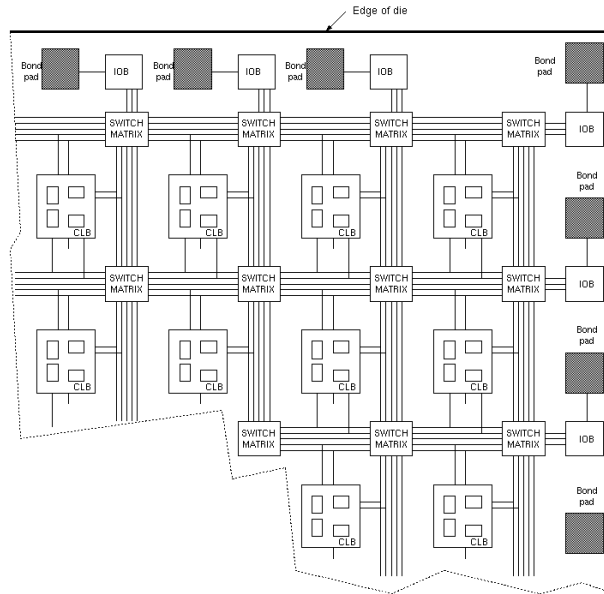 Edge of die
Bond
pad
IOB
Bond
pad
IOB
Bond
pad
IOB
Bond
pad
SWITCH
MATRIX
SWITCH
MATRIX
SWITCH
MATRIX
SWITCH
MATRIX
IOB
Bond
pad
CLB
CLB
CLB
CLB
SWITCH
MATRIX
SWITCH
MATRIX
SWITCH
MATRIX
SWITCH
MATRIX
IOB
Bond
pad
CLB
CLB
CLB
CLB
SWITCH
MATRIX
SWITCH
MATRIX
SWITCH
MATRIX
IOB
Bond
pad
CLB
CLB